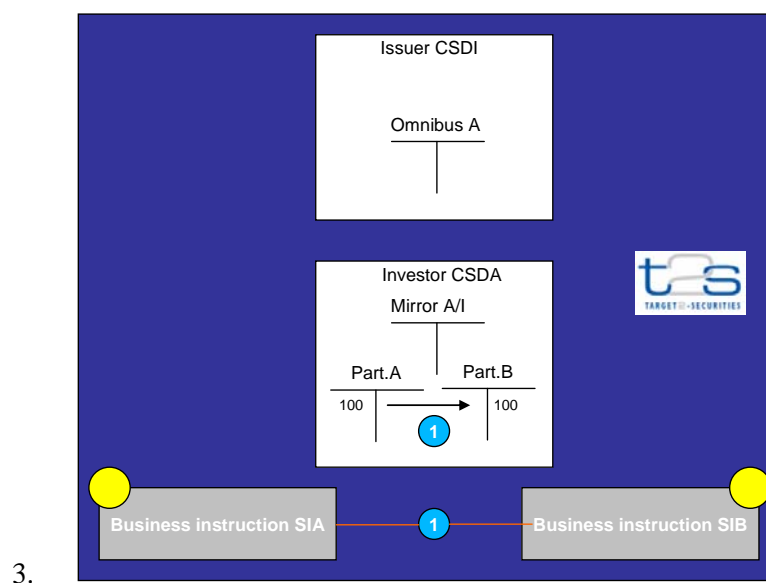 Issuer CSDI
Omnibus A
t2s
TARGET2-SECURITIES
Investor CSDA
Mirror A/I
Part.A
Part.B
100
100
1
Business instruction SIA
1
Business instruction SIB
3.